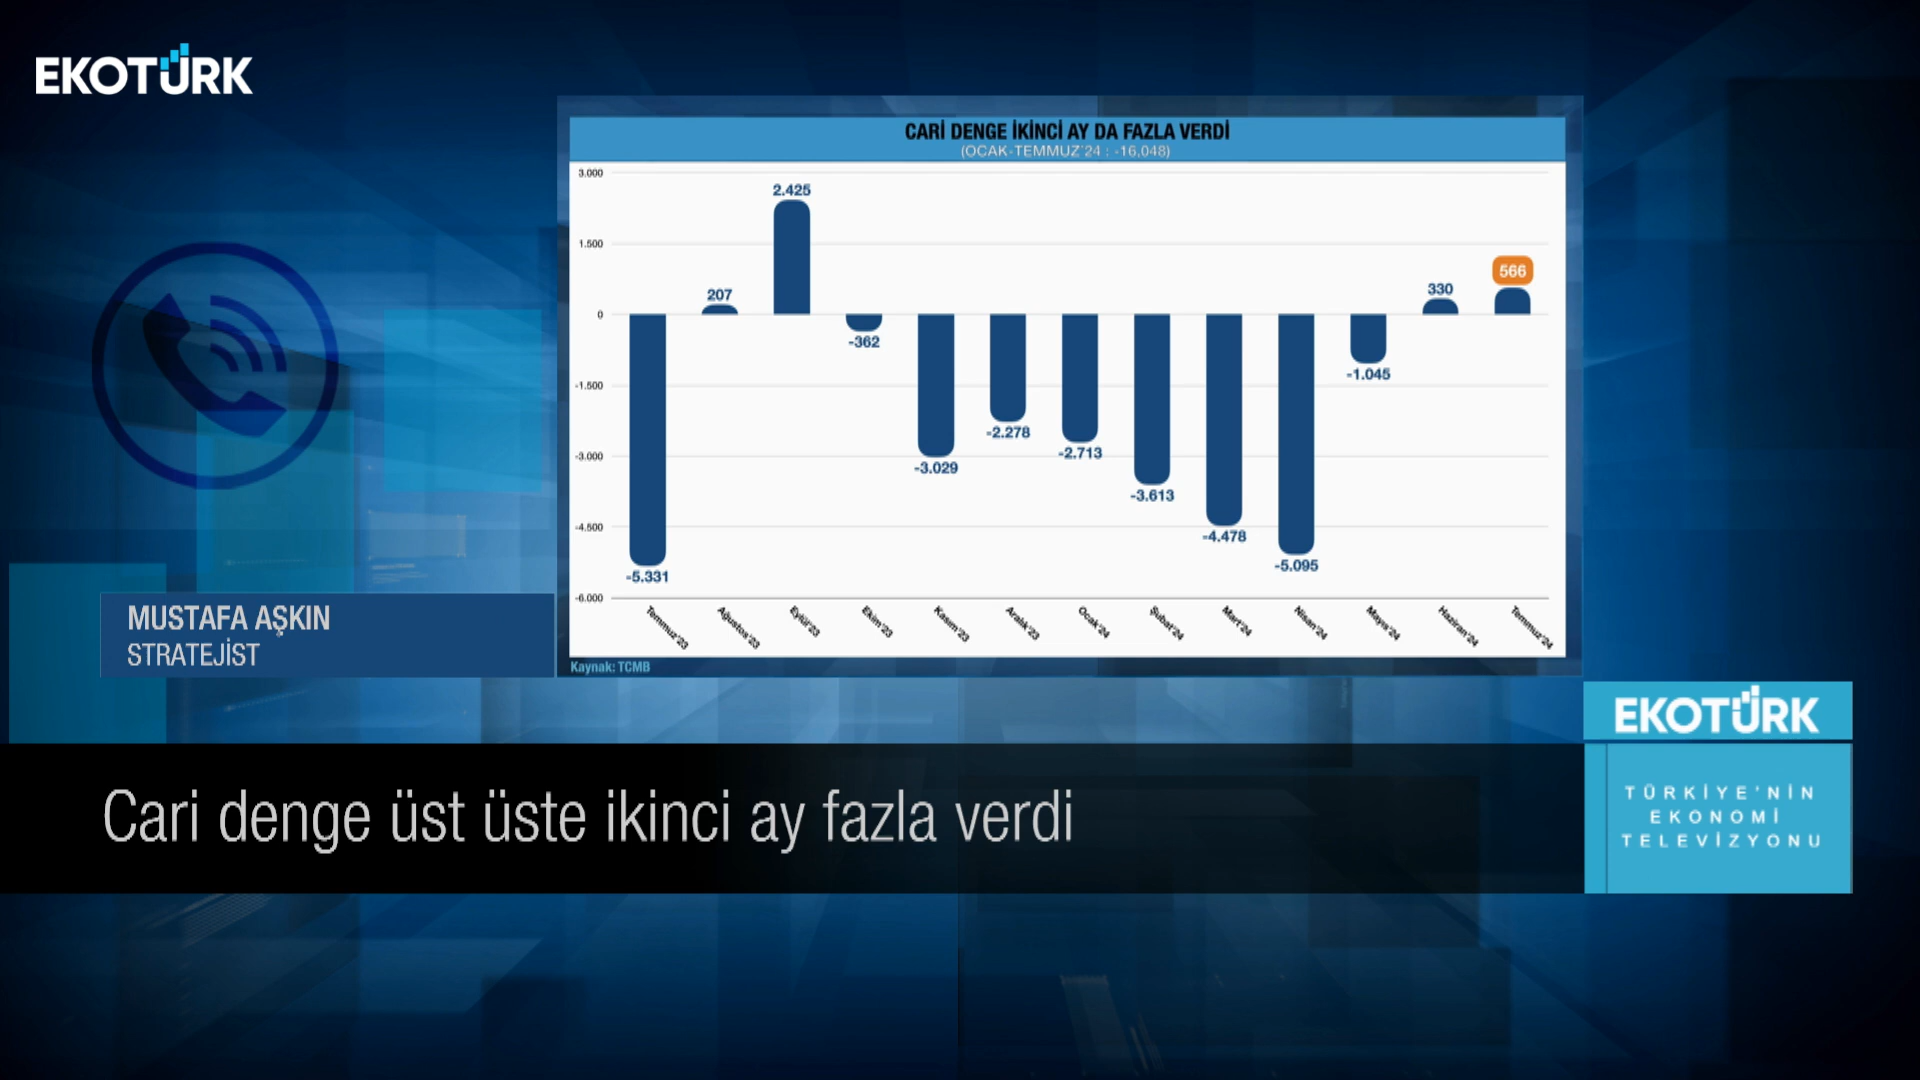 EKOTÜRK
CARİ DENGE İKİNCİ AY DA FAZLA VERDİ
(OCAK-TEMMUZ'24 : -16,048)
3.000
1.500
0
-1.500
-3.000
-4.500
-6.000
-5.331
207
2.425
-362
-3.029
-2.278
-2.713
-3.613
-4.478
-5.095
-1.045
330
566
Temmuz'23
Ağustos'23
Eylül'23
Ekim'23
Kasım'23
Aralık'23
Ocak'24
Şubat'24
Mart'24
Nisan'24
Mayıs'24
Haziran'24
Temmuz'24
Kaynak: TCMB
MUSTAFA AŞKIN
STRATEJİST
EKOTÜRK
TÜRKİYE'NİN
EKONOMİ
TELEVİZYONU
Cari denge üst üste ikinci ay fazla verdi